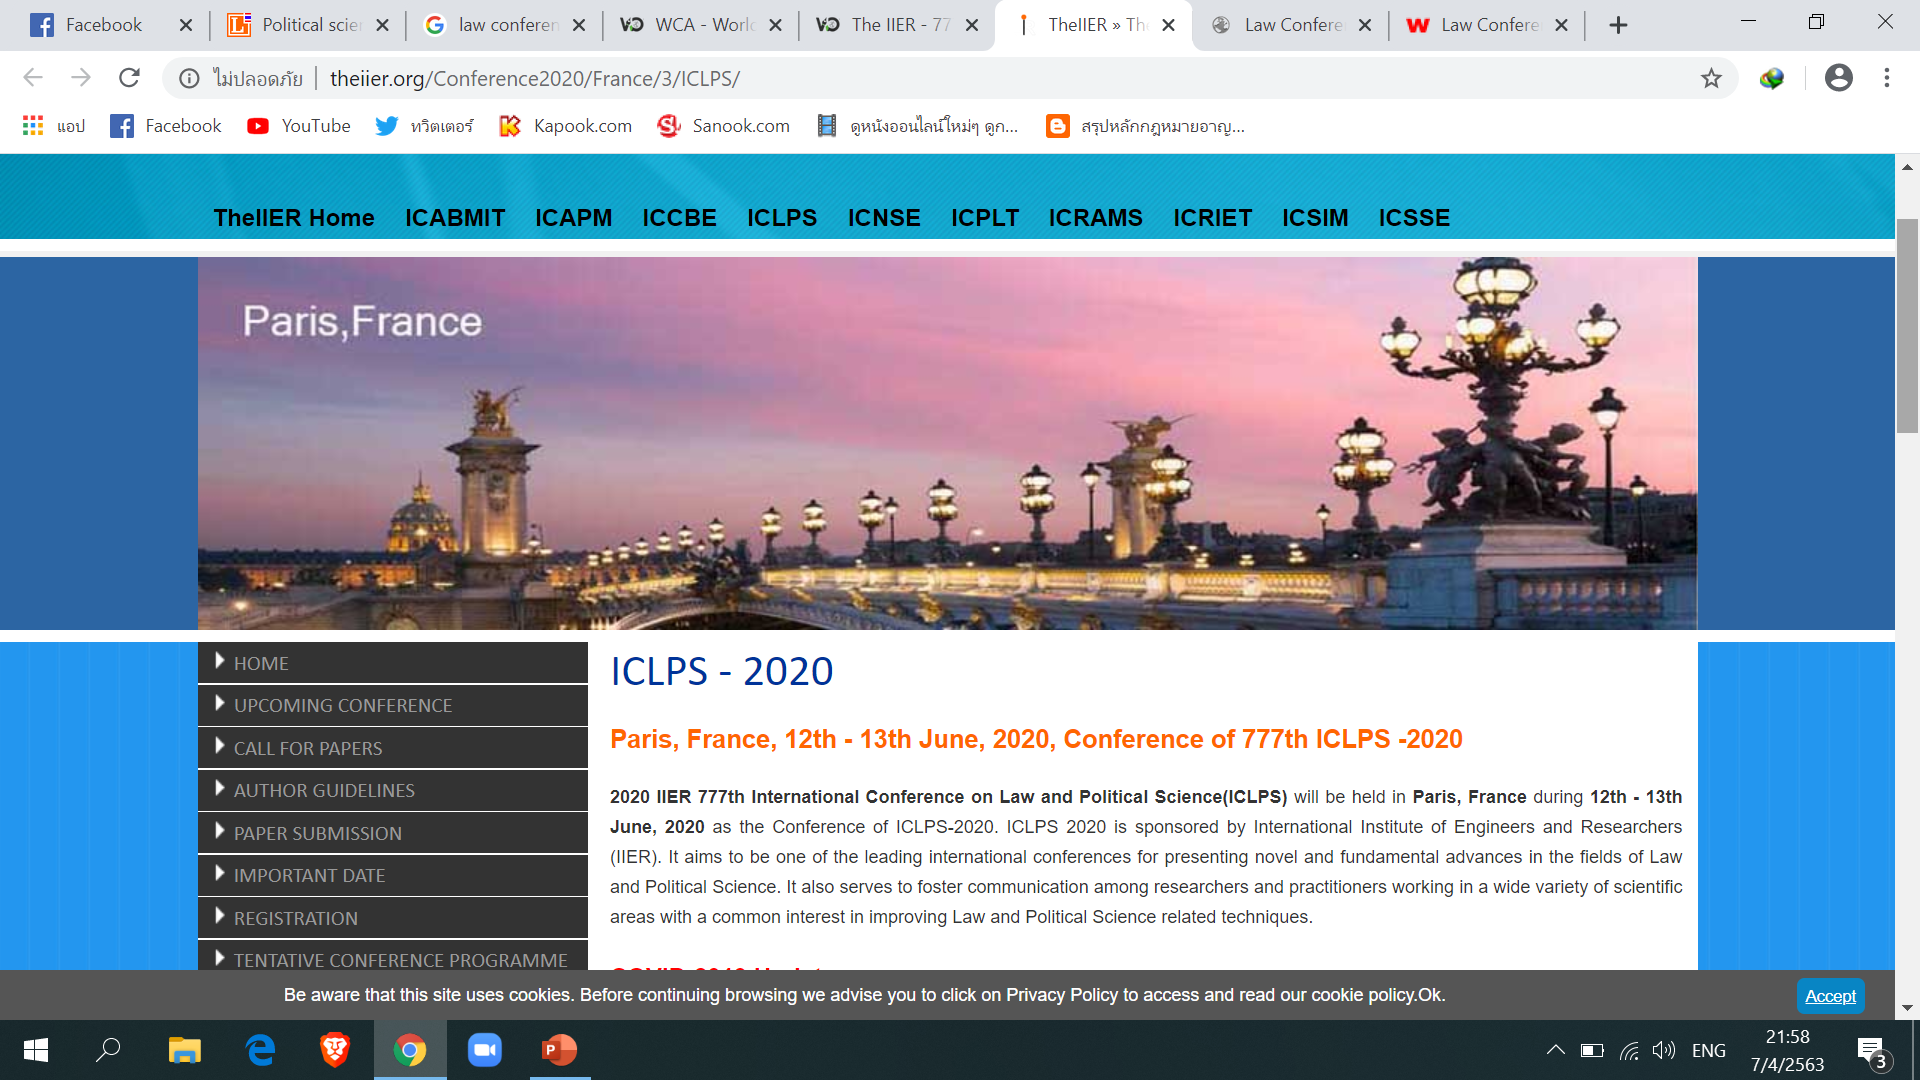 Facebook
Political scien
law conferen
WCA - World
The IIER - 77
TheIIER » The
Law Conferen
Law Conferen
ไม่ปลอดภัย theiier.org/Conference2020/France/3/ICLPS/
แอป Facebook YouTube ทวิตเตอร์ Kapook.com Sanook.com ดูหนังออนไลน์ใหม่ๆ ดูก... สรุปหลักกฎหมายอาญ...
TheIIER Home ICABMIT ICAPM ICCBE ICLPS ICNSE ICPLT ICRAMS ICRIET ICSIM ICSSE
Paris,France
HOME
UPCOMING CONFERENCE
CALL FOR PAPERS
AUTHOR GUIDELINES
PAPER SUBMISSION
IMPORTANT DATE
REGISTRATION
TENTATIVE CONFERENCE PROGRAMME
ICLPS - 2020
Paris, France, 12th - 13th June, 2020, Conference of 777th ICLPS -2020
2020 IIER 777th International Conference on Law and Political Science(ICLPS) will be held in Paris, France during 12th - 13th
June, 2020 as the Conference of ICLPS-2020. ICLPS 2020 is sponsored by International Institute of Engineers and Researchers
(IIER). It aims to be one of the leading international conferences for presenting novel and fundamental advances in the fields of Law
and Political Science. It also serves to foster communication among researchers and practitioners working in a wide variety of scientific
areas with a common interest in improving Law and Political Science related techniques.
Be aware that this site uses cookies. Before continuing browsing we advise you to click on Privacy Policy to access and read our cookie policy.Ok.
Accept
ENG
21:58
7/4/2563
3